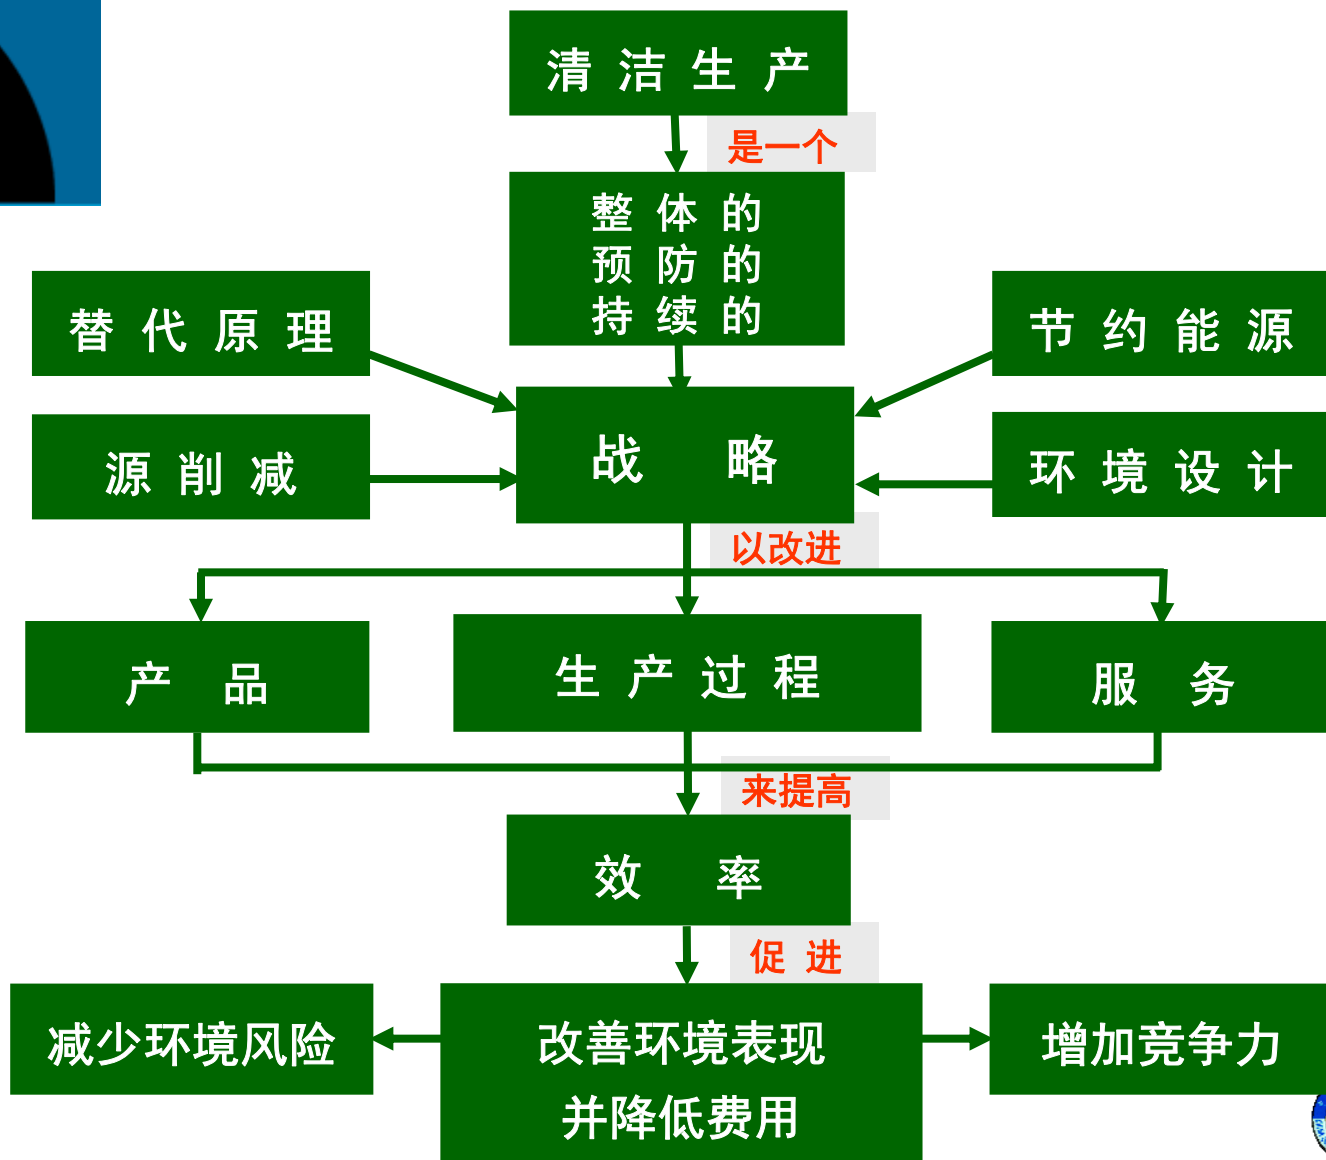 清洁生产
是一个
整体的
预防的
持续的
替代原理
节约能源
战略
源削减
环境设计
以改进
产品
生产过程
服务
来提高
效率
促进
减少环境风险
改善环境表现
并降低费用
增加竞争力